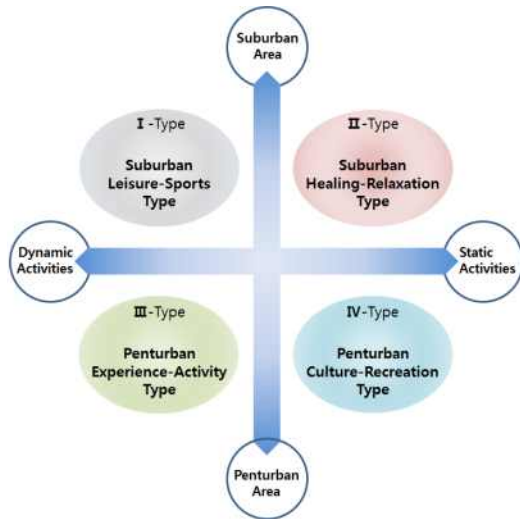 Suburban
Area
Ⅰ-Type
Suburban
Leisure-Sports
Type
Ⅱ-Type
Suburban
Healing-Relaxation
Type
Dynamic
Activities
Static
Activities
Ⅲ-Type
Penturban
Experience-Activity
Type
Ⅳ-Type
Penturban
Culture-Recreation
Type
Penturban
Area